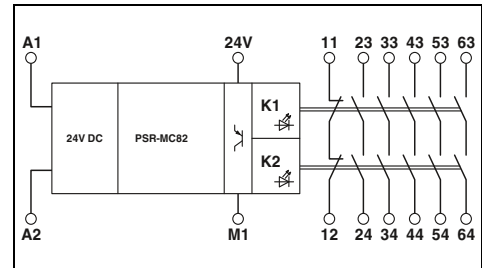 A1 24V 11 23 33 43 53 63
K1
24V DC PSR-MC82
K2
A2 M1 12 24 34 44 54 64